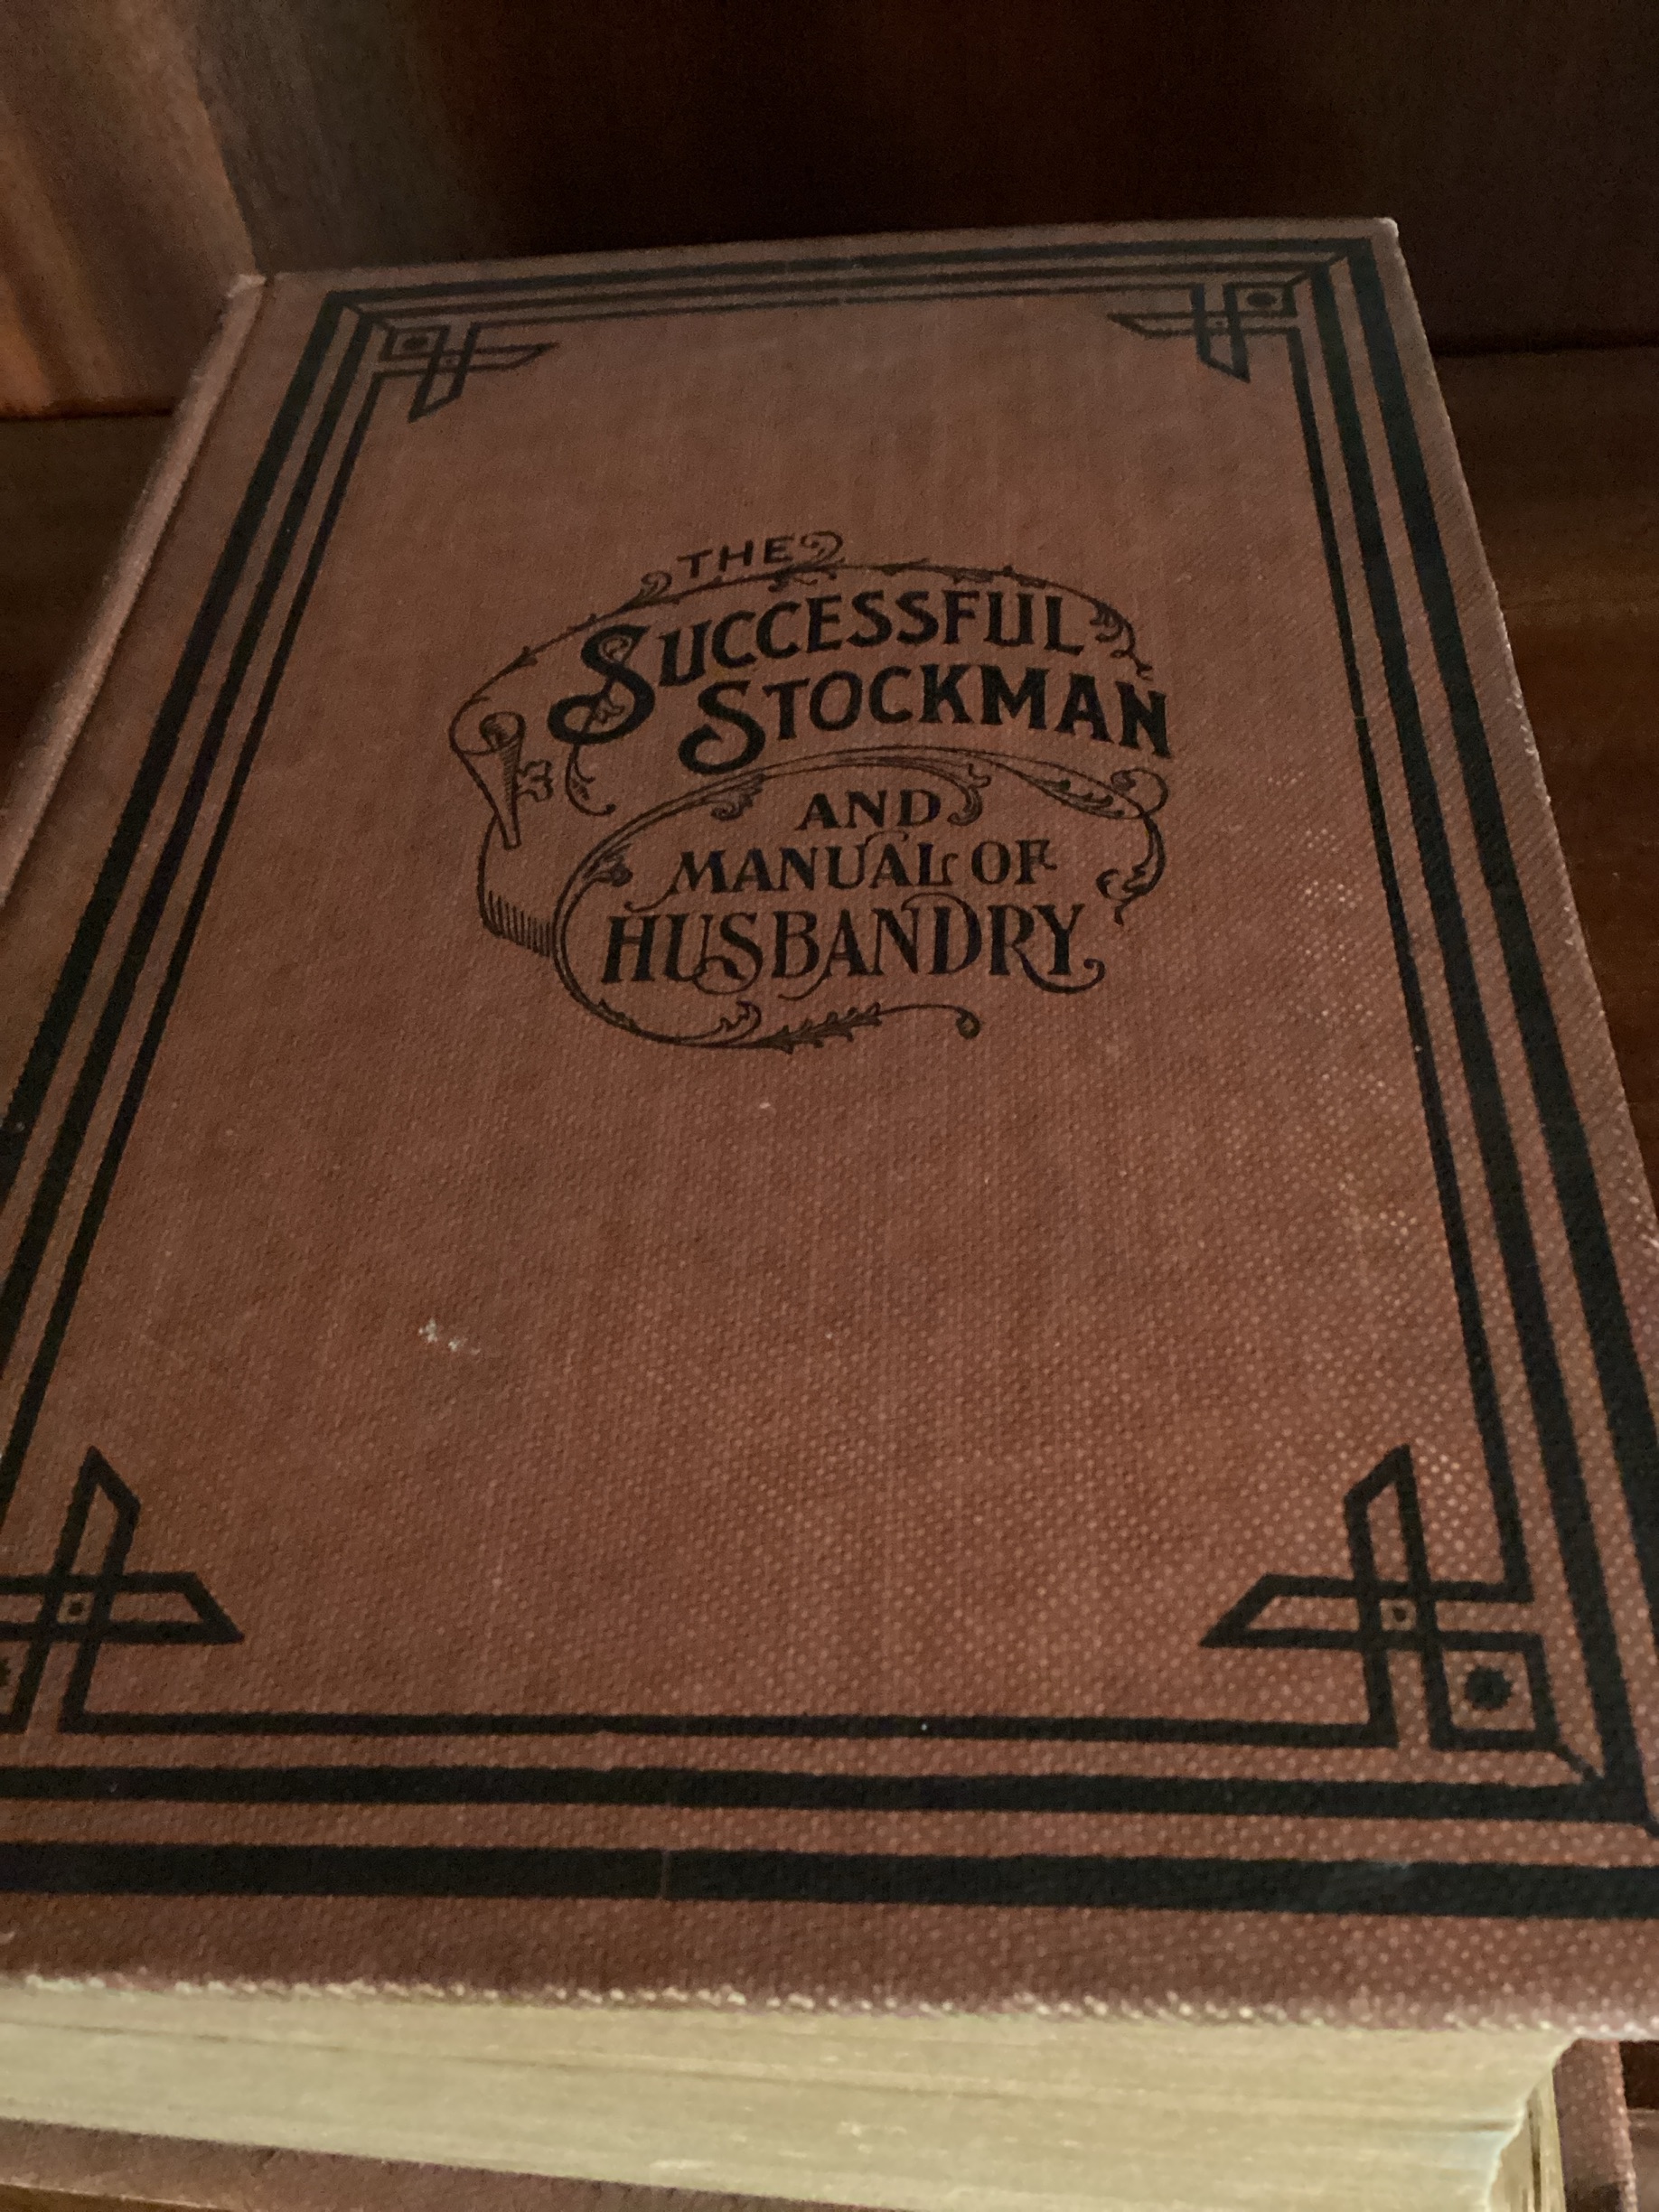 THE
SUCCESSFUL
STOCKMAN
AND
MANUAL OF
HUSBANDRY